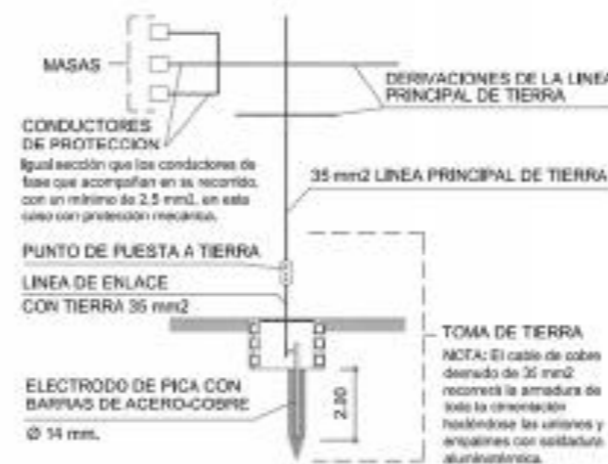 MASAS
DERIVACIONES DE LA LINEA
PRINCIPAL DE TIERRA
CONDUCTORES
DE PROTECCION
Igual sección que los conductores de
fase que acompañan en su recorrido,
con un mínimo de 2.5 mm2, en este
caso con protección mecánica.
35 mm2 LINEA PRINCIPAL DE TIERRA
PUNTO DE PUESTA A TIERRA
LINEA DE ENLACE
CON TIERRA 35 mm2
TOMA DE TIERRA
NOTA: El cable de cobre
desnudo de 35 mm2
recorrerá la armadura de
toda la cimentación
haciéndose las uniones y
empalmes con soldadura
aluminotérmica.
ELECTRODO DE PICA CON
BARRAS DE ACERO-COBRE
Ø 14 mm.
2.00